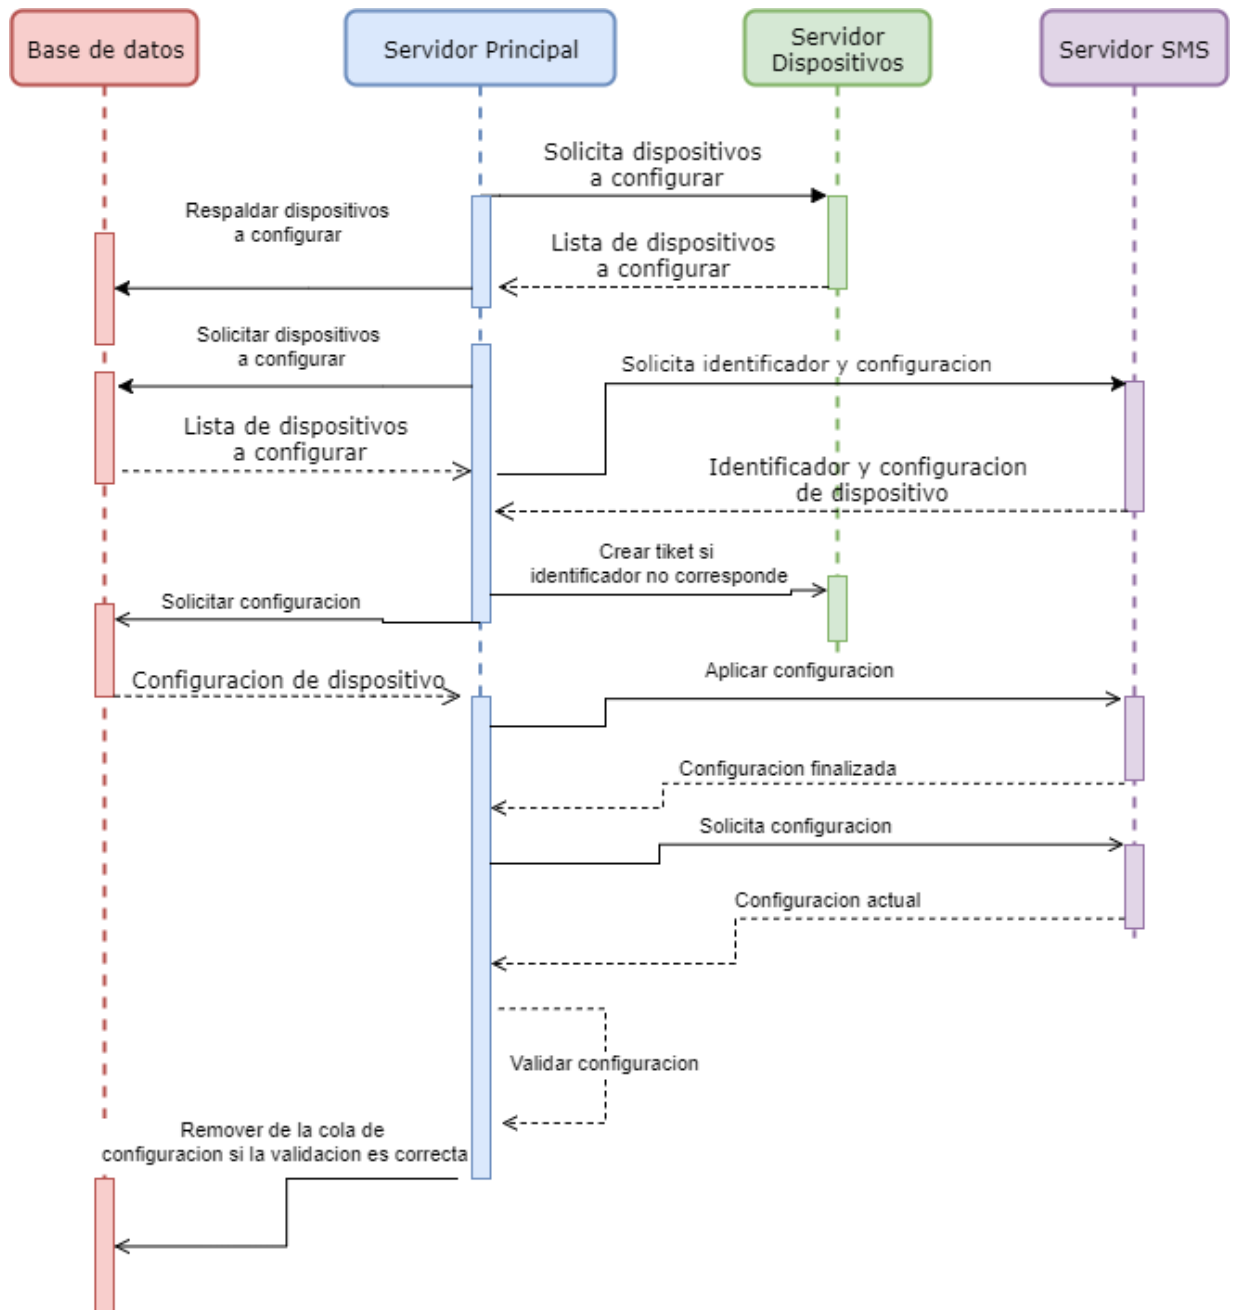 Base de datos
Servidor Principal
Servidor
Dispositivos
Servidor SMS
Solicita dispositivos
a configurar
Respaldar dispositivos
a configurar
Lista de dispositivos
a configurar
Solicitar dispositivos
a configurar
Solicita identificador y configuracion
Lista de dispositivos
a configurar
Identificador y configuracion
de dispositivo
Crear tiket si
identificador no corresponde
Solicitar configuracion
Configuracion de dispositivo
Aplicar configuracion
Configuracion finalizada
Solicita configuracion
Configuracion actual
Validar configuracion
Remover de la cola de
configuracion si la validacion es correcta